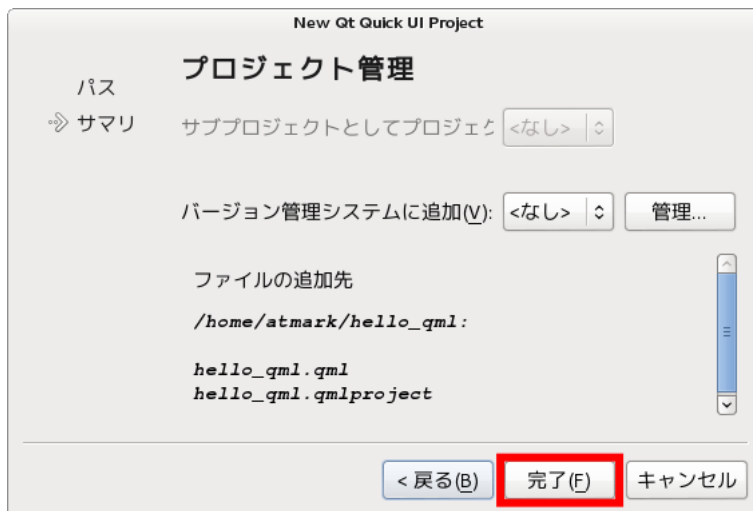 New Qt Quick UI Project
パス
サマリ
プロジェクト管理
サブプロジェクトとしてプロジェク <なし>
バージョン管理システムに追加(V): <なし> 管理...
ファイルの追加先
/home/atmark/hello_qml:
hello_qml.qml
hello_qml.qmlproject
< 戻る(B) 完了(F) キャンセル